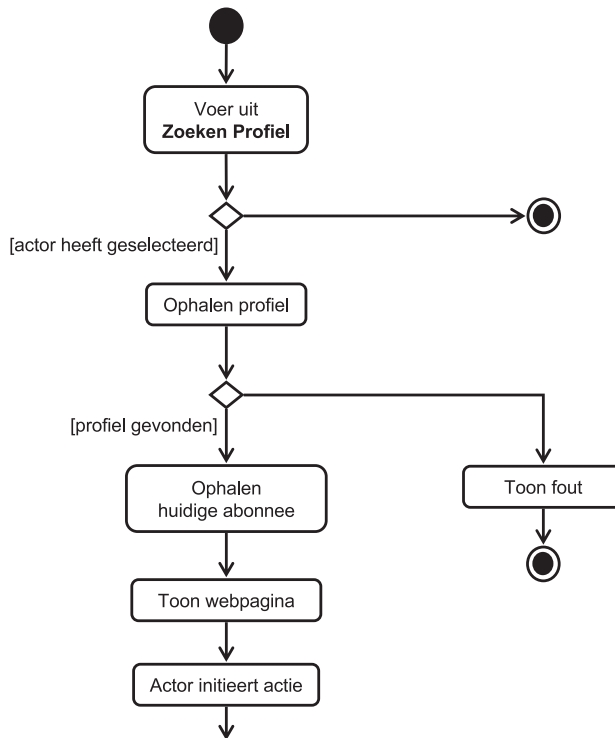 Voer uit
Zoeken Profiel
[actor heeft geselecteerd]
Ophalen profiel
[profiel gevonden]
Ophalen
huidige abonnee
Toon fout
Toon webpagina
Actor initieert actie